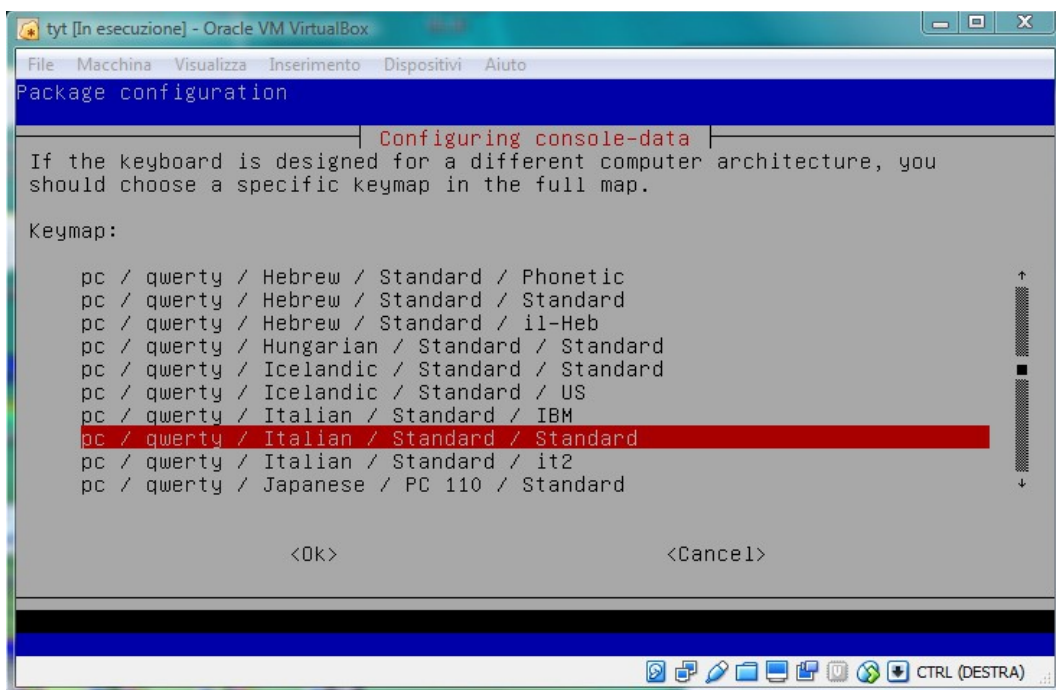 tyt [In esecuzione] - Oracle VM VirtualBox
File Macchina Visualizza Inserimento Dispositivi Aiuto
Package configuration
Configuring console-data
If the keyboard is designed for a different computer architecture, you
should choose a specific keymap in the full map.
Keymap:
pc / qwerty / Hebrew / Standard / Phonetic
pc / qwerty / Hebrew / Standard / Standard
pc / qwerty / Hebrew / Standard / il-Heb
pc / qwerty / Hungarian / Standard / Standard
pc / qwerty / Icelandic / Standard / Standard
pc / qwerty / Icelandic / Standard / US
pc / qwerty / Italian / Standard / IBM
pc / qwerty / Italian / Standard / Standard
pc / qwerty / Italian / Standard / it2
pc / qwerty / Japanese / PC 110 / Standard
<Ok> <Cancel>
CTRL (DESTRA)